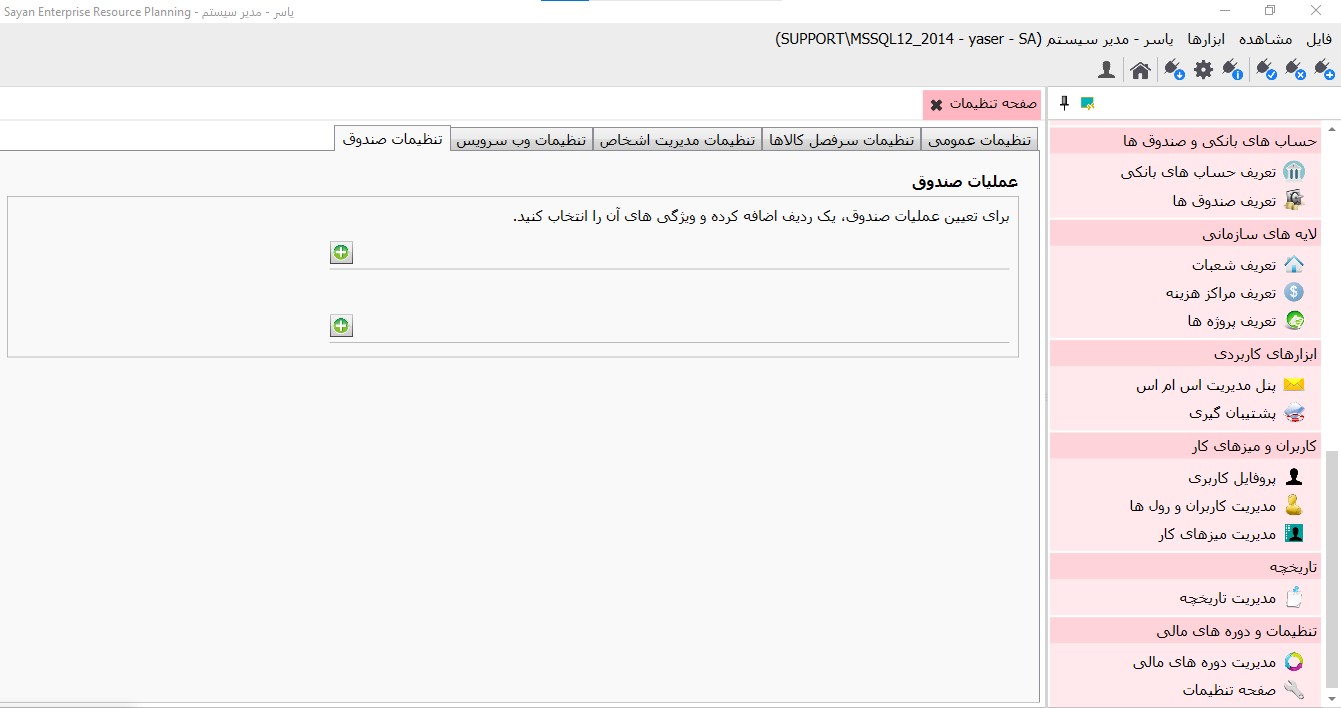 یاسر - مدیر سیستم - Sayan Enterprise Resource Planning
فایل مشاهده ابزارها یاسر - مدیر سیستم (SUPPORT\MSSQL12_2014 - yaser - SA)
صفحه تنظیمات
تنظیمات عمومی تنظیمات سرفصل کالاها تنظیمات مدیریت اشخاص تنظیمات وب سرویس تنظیمات صندوق
عملیات صندوق
برای تعیین عملیات صندوق، یک ردیف اضافه کرده و ویژگی های آن را انتخاب کنید.
حساب های بانکی و صندوق ها
تعریف حساب های بانکی
تعریف صندوق ها
لایه های سازمانی
تعریف شعبات
تعریف مراکز هزینه
تعریف پروژه ها
ابزارهای کاربردی
پنل مدیریت اس ام اس
پشتیبان گیری
کاربران و میزهای کار
پروفایل کاربری
مدیریت کاربران و رول ها
مدیریت میزهای کار
تاریخچه
مدیریت تاریخچه
تنظیمات و دوره های مالی
مدیریت دوره های مالی
صفحه تنظیمات